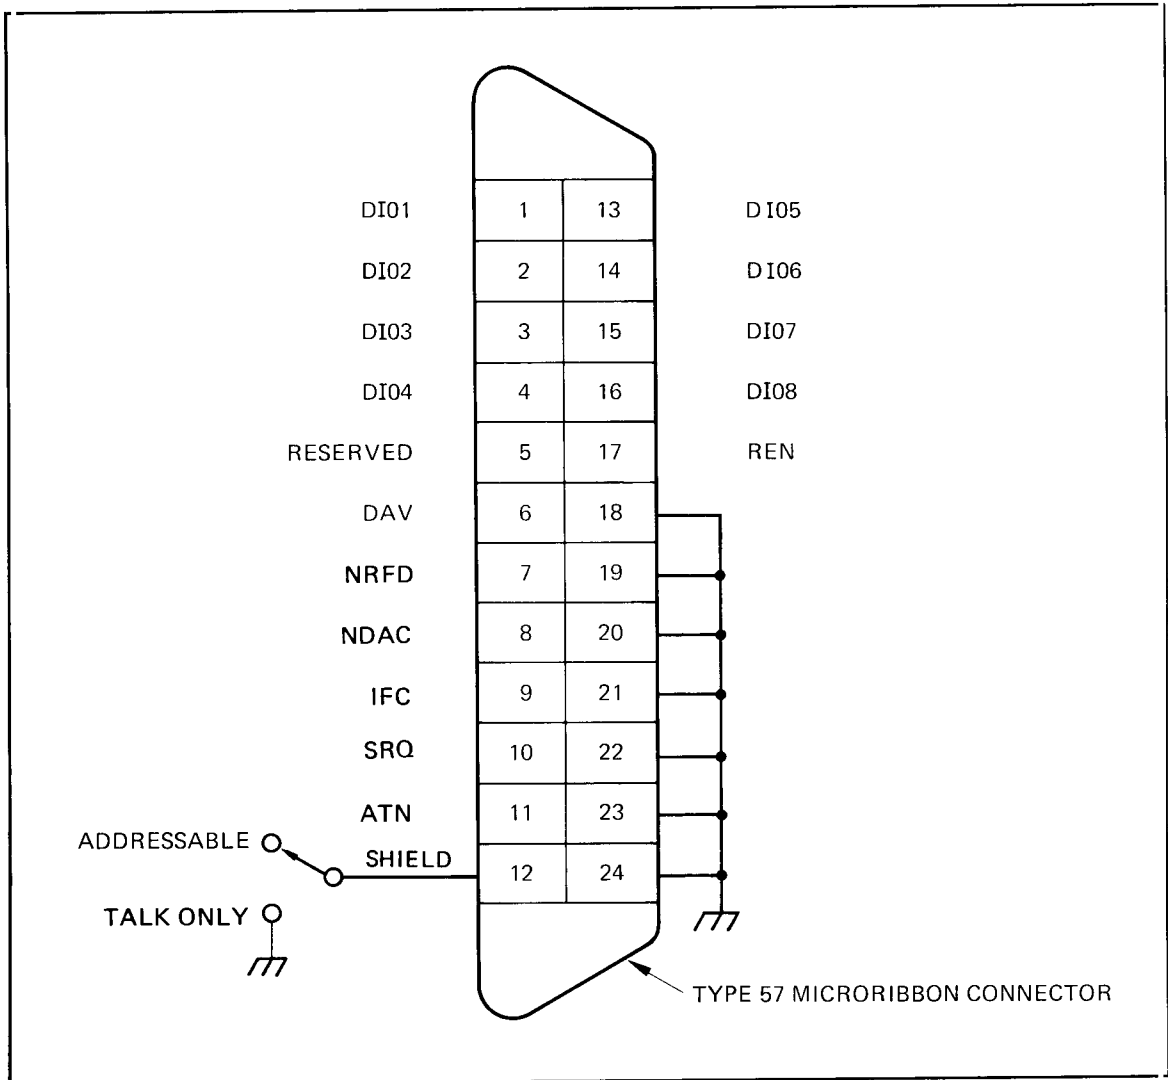 DI01 1 13 DI05
DI02 2 14 DI06
DI03 3 15 DI07
DI04 4 16 DI08
RESERVED 5 17 REN
DAV 6 18
NRFD 7 19
NDAC 8 20
IFC 9 21
SRQ 10 22
ATN 11 23
ADDRESSABLE
SHIELD 12 24
TALK ONLY
TYPE 57 MICRORIBBON CONNECTOR